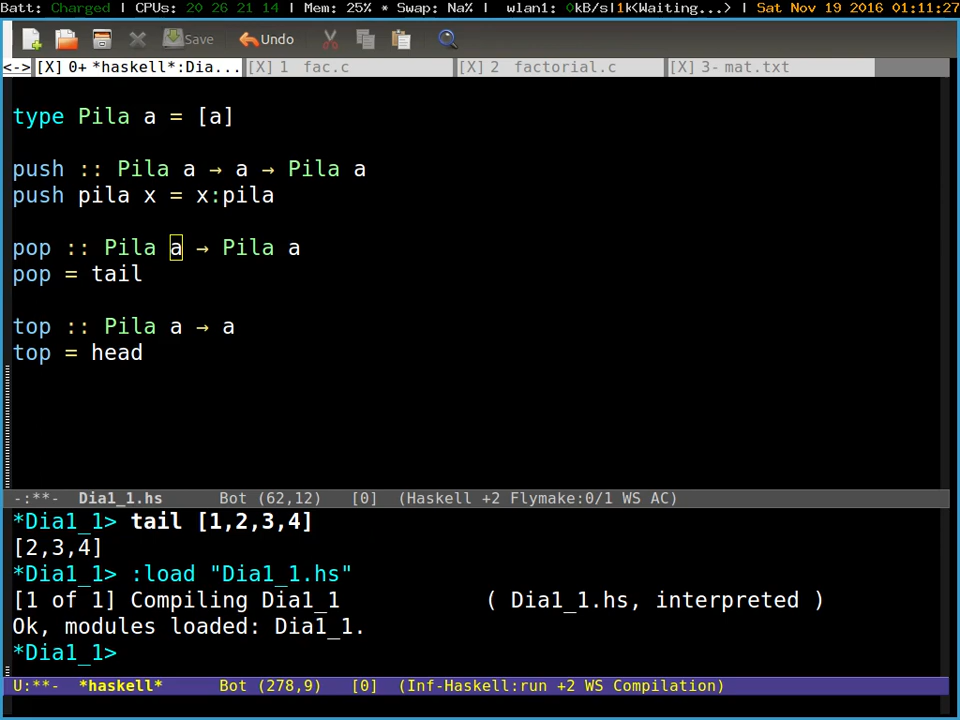 Batt: Charged | CPUs: 20 26 21 14 | Mem: 25% * Swap: Na% | wlan1: 0kB/s|1k<Waiting...> | Sat Nov 19 2016 01:11:27
Save Undo
<-> [X] 0+ *haskell*:Dia... [X] 1 fac.c [X] 2 factorial.c [X] 3- mat.txt
type Pila a = [a]
push :: Pila a → a → Pila a
push pila x = x:pila
pop :: Pila a → Pila a
pop = tail
top :: Pila a → a
top = head
-:**- Dia1_1.hs Bot (62,12) [0] (Haskell +2 Flymake:0/1 WS AC)
*Dia1_1> tail [1,2,3,4]
[2,3,4]
*Dia1_1> :load "Dia1_1.hs"
[1 of 1] Compiling Dia1_1 ( Dia1_1.hs, interpreted )
Ok, modules loaded: Dia1_1.
*Dia1_1>
U:**- *haskell* Bot (278,9) [0] (Inf-Haskell:run +2 WS Compilation)